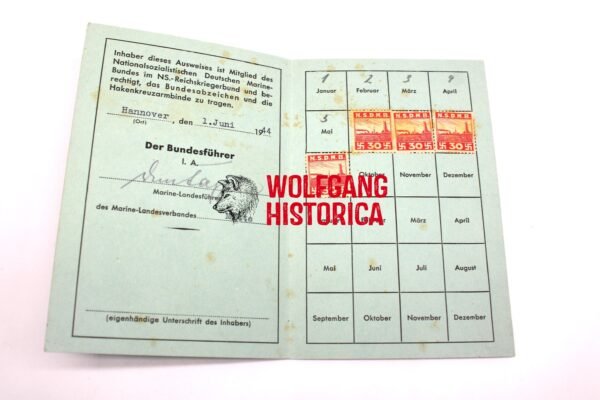 Inhaber dieses Ausweises ist Mitglied des
Nationalsozialistischen Deutschen Marine-
Bundes im NS.-Reichskriegerbund und be-
rechtigt, das Bundesabzeichen und die
Hakenkreuzarmbinde zu tragen.
Hannover, den 1.Juni 1944
(Ort)
Der Bundesführer
I. A.
Marine-Landesführer
des Marine-Landesverbandes
(eigenhändige Unterschrift des Inhabers)
1 2. 3
Januar Februar März April
5
Mai N.S.D.M.B. N.S.D.M.B. N.S.D.M.B.
30 30 30
N.S.D.M.B.
Oktober November Dezember
März April
Mai Juni Juli August
September Oktober November Dezember
WOLFGANG
HISTORICA